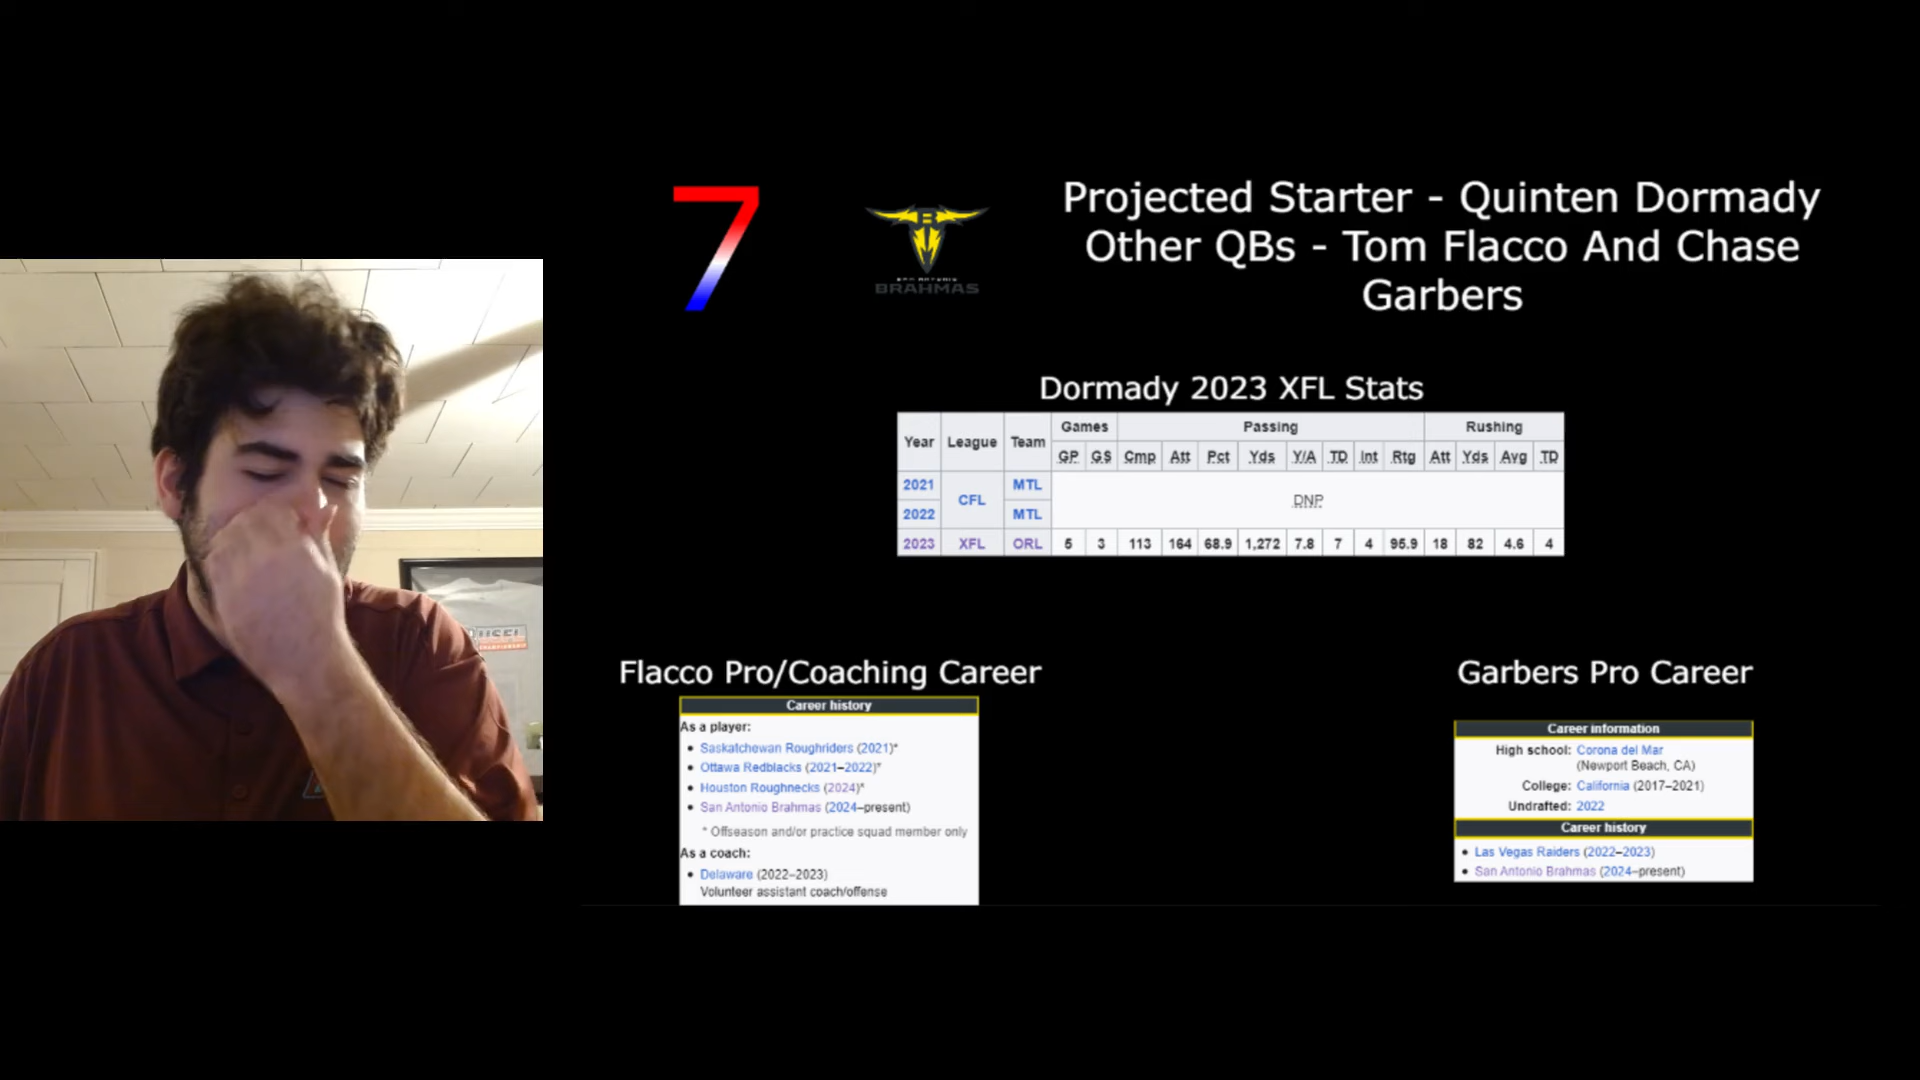 7
SAN ANTONIO
BRAHMAS
Projected Starter - Quinten Dormady
Other QBs - Tom Flacco And Chase
Garbers
Dormady 2023 XFL Stats
Year League Team Games Passing Rushing
GP GS Cmp Att Pct Yds Y/A TD Int Rtg Att Yds Avg TD
2021 CFL MTL DNP
2022 MTL
2023 XFL ORL 5 3 113 164 68.9 1,272 7.8 7 4 95.9 18 82 4.6 4
USFL
CHAMPIONSHIP
Flacco Pro/Coaching Career
Career history
As a player:
• Saskatchewan Roughriders (2021)*
• Ottawa Redblacks (2021–2022)*
• Houston Roughnecks (2024)*
• San Antonio Brahmas (2024–present)
* Offseason and/or practice squad member only
As a coach:
• Delaware (2022–2023)
Volunteer assistant coach/offense
Garbers Pro Career
Career information
High school: Corona del Mar
(Newport Beach, CA)
College: California (2017–2021)
Undrafted: 2022
Career history
• Las Vegas Raiders (2022–2023)
• San Antonio Brahmas (2024–present)